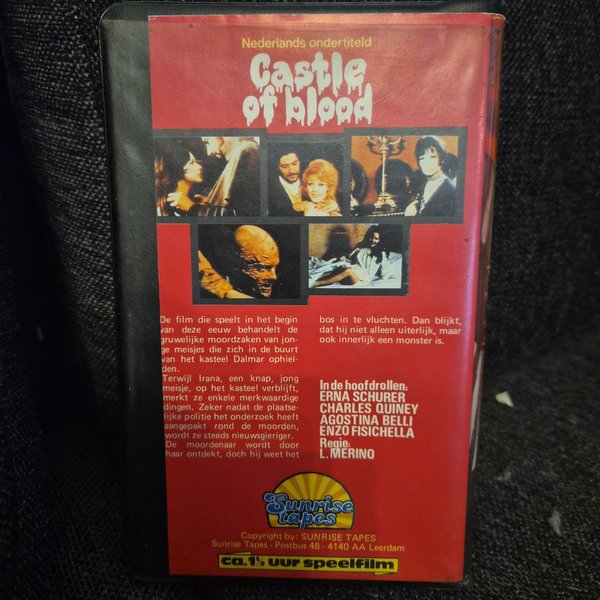 Nederlands ondertiteld
Castle
of blood
De film die speelt in het begin
van deze eeuw behandelt de
gruwelijke moordzaken van jon-
ge meisjes die zich in de buurt
van het kasteel Dalmar ophiel-
den.
Terwijl Irana, een knap, jong
meisje, op het kasteel verblijft,
merkt ze enkele merkwaardige
dingen. Zeker nadat de plaatse-
lijke politie het onderzoek heeft
aangepakt rond de moorden,
wordt ze steeds nieuwsgieriger.
De moordenaar wordt door
haar ontdekt, doch hij weet het
bos in te vluchten. Dan blijkt,
dat hij niet alleen uiterlijk, maar
ook innerlijk een monster is.
In de hoofdrollen:
ERNA SCHURER
CHARLES QUINEY
AGOSTINA BELLI
ENZO FISICHELLA
Regie:
L. MERINO
Sunrise
tapes
Copyright by: SUNRISE TAPES
Sunrise Tapes - Postbus 48 - 4140 AA Leerdam
ca. 1½ uur speelfilm